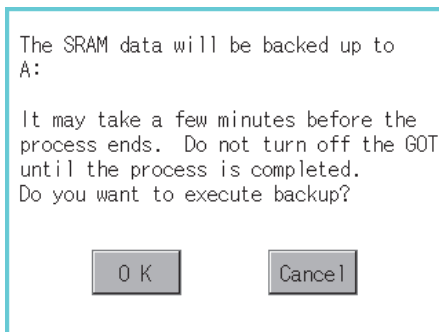 The SRAM data will be backed up to
A:
It may take a few minutes before the
process ends. Do not turn off the GOT
until the process is completed.
Do you want to execute backup?
O K
Cancel